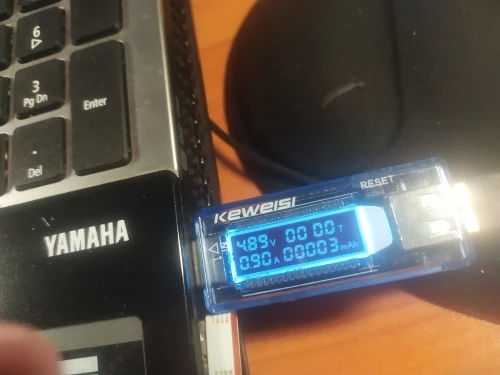 6
3
Pg Dn
Enter
Del
YAMAHA
RESET
KEWEISI
4.89V 00:00T
0.90A 00003mAh